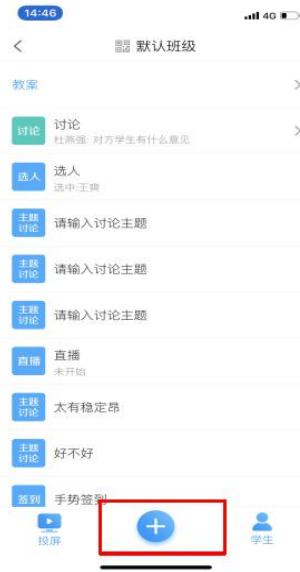 14:46
4G
默认班级
教案
讨论
讨论
杜燕强: 对方学生有什么意见
选人
选人
选中:王爽
主题
讨论
请输入讨论主题
主题
讨论
请输入讨论主题
主题
讨论
请输入讨论主题
直播
直播
未开始
主题
讨论
太有稳定昂
主题
讨论
好不好
签到
手势签到
投屏
学生